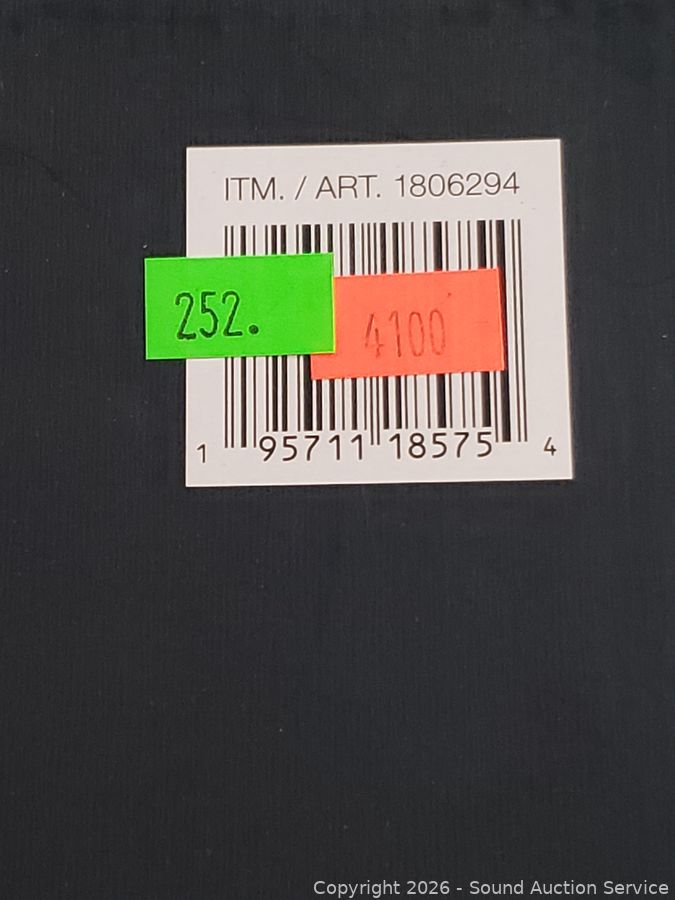 ITM. / ART. 1806294
252.
4100
1 95711 18575 4
Copyright 2026 - Sound Auction Service